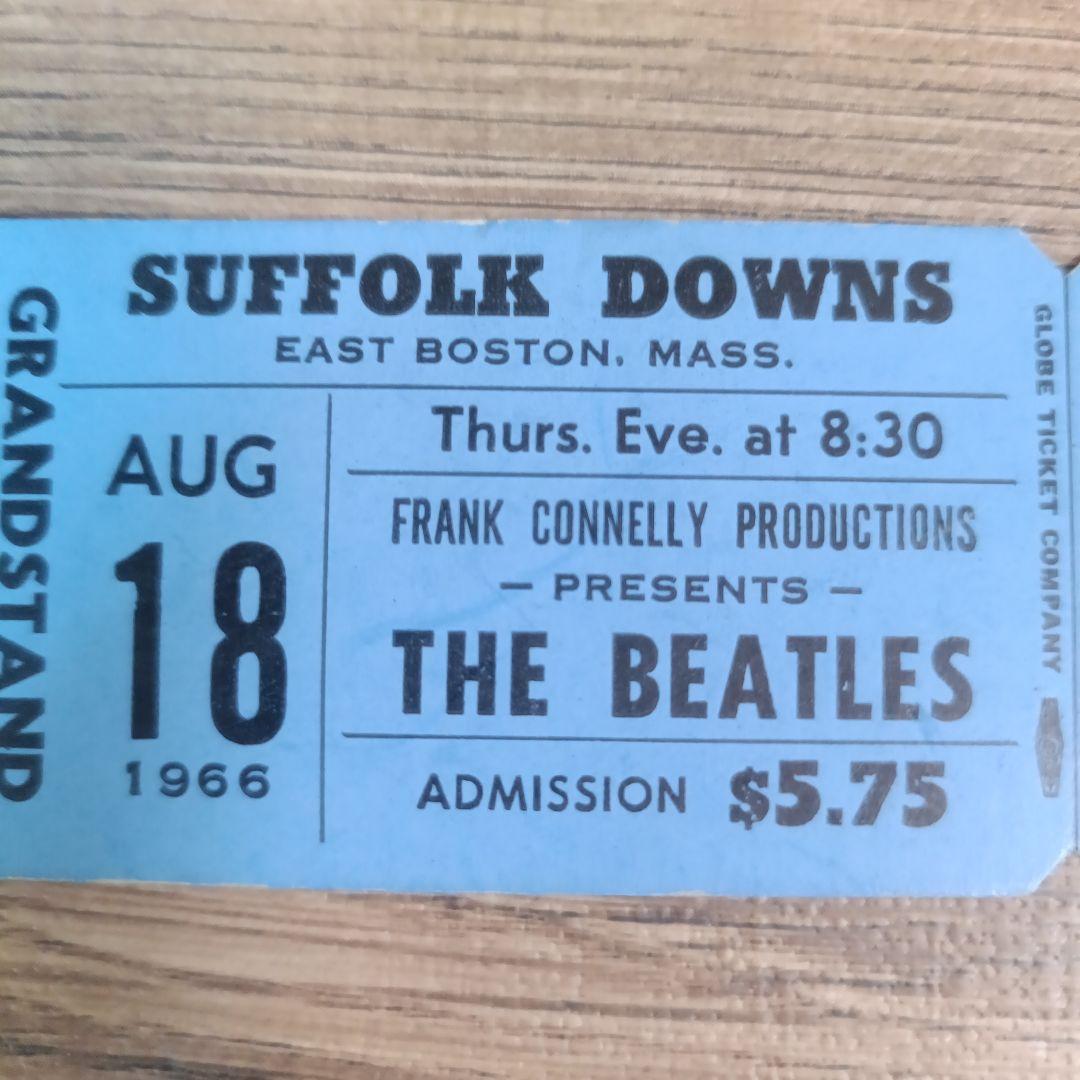 GRANDSTAND
SUFFOLK DOWNS
EAST BOSTON, MASS.
AUG
18
1966
Thurs. Eve. at 8:30
FRANK CONNELLY PRODUCTIONS
— PRESENTS —
THE BEATLES
ADMISSION $5.75
GLOBE TICKET COMPANY